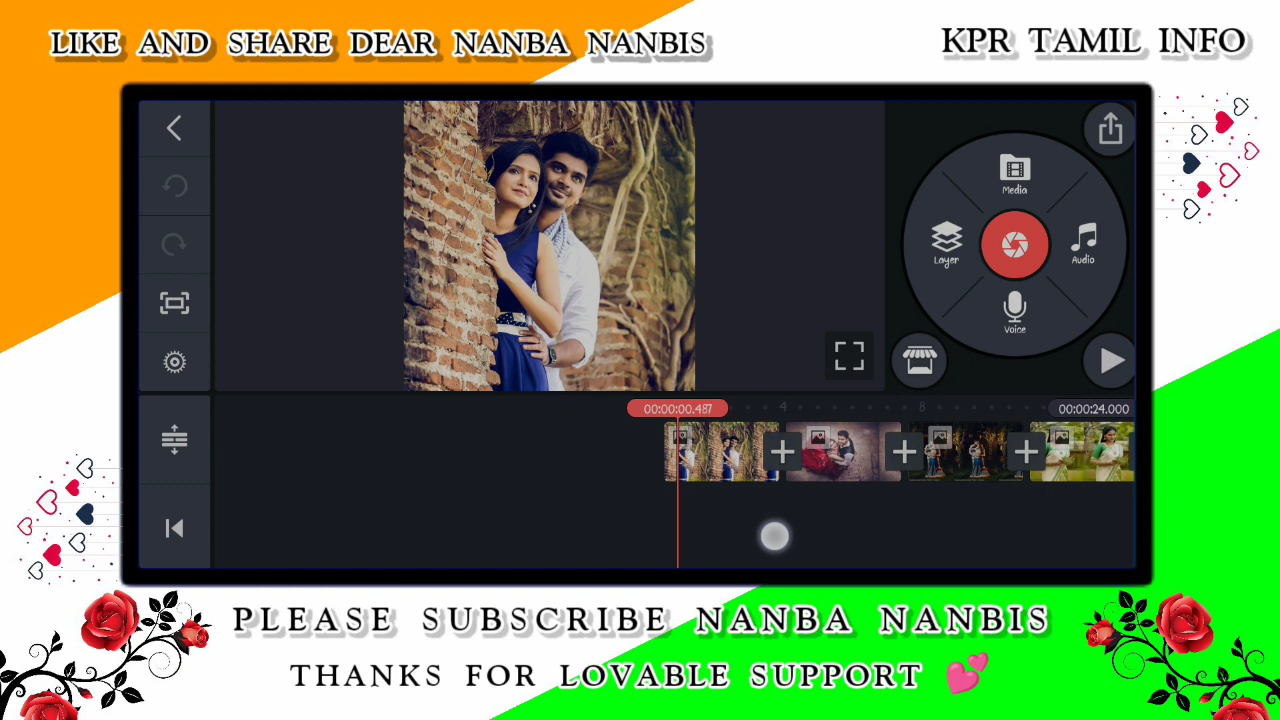 LIKE AND SHARE DEAR NANBA NANBIS
KPR TAMIL INFO
Media
Layer
Audio
Voice
00:00:00.487
4
8
00:00:24.000
PLEASE SUBSCRIBE NANBA NANBIS
THANKS FOR LOVABLE SUPPORT 💕